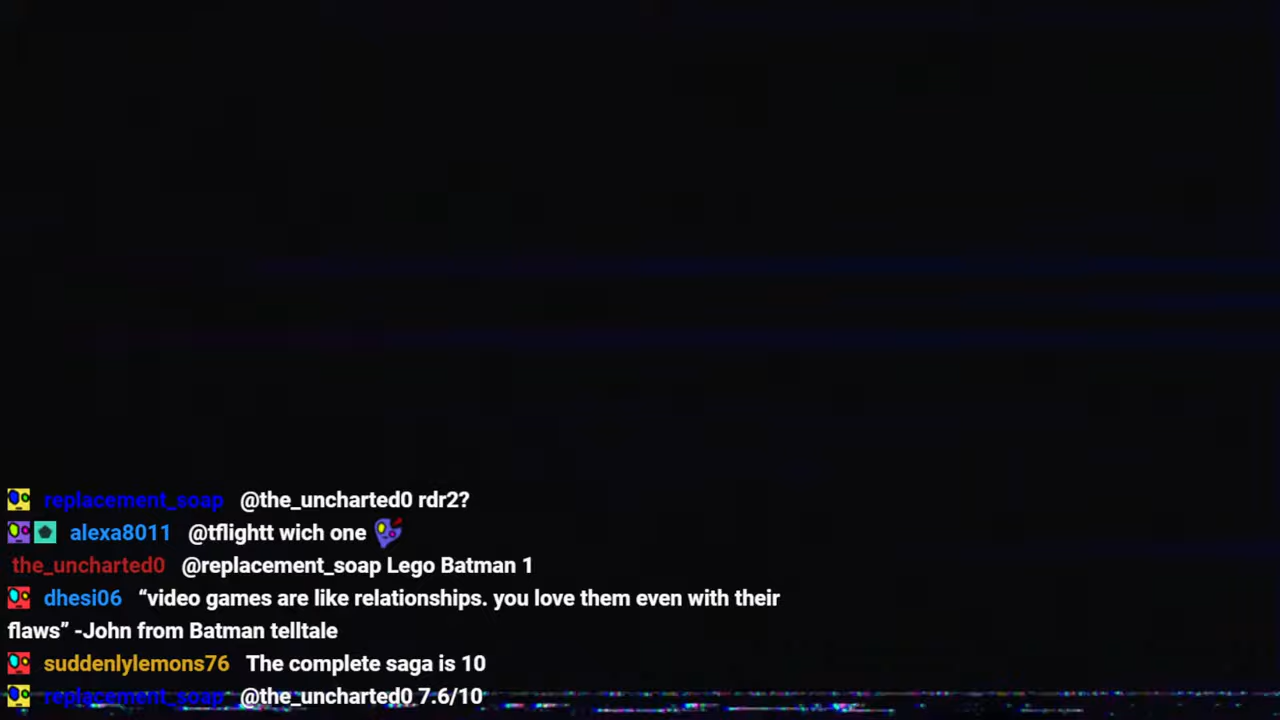 replacement_soap @the_uncharted0 rdr2?
alexa8011 @tflightt wich one
the_uncharted0 @replacement_soap Lego Batman 1
dhesi06 “video games are like relationships. you love them even with their
flaws” -John from Batman telltale
suddenlylemons76 The complete saga is 10
replacement_soap @the_uncharted0 7.6/10